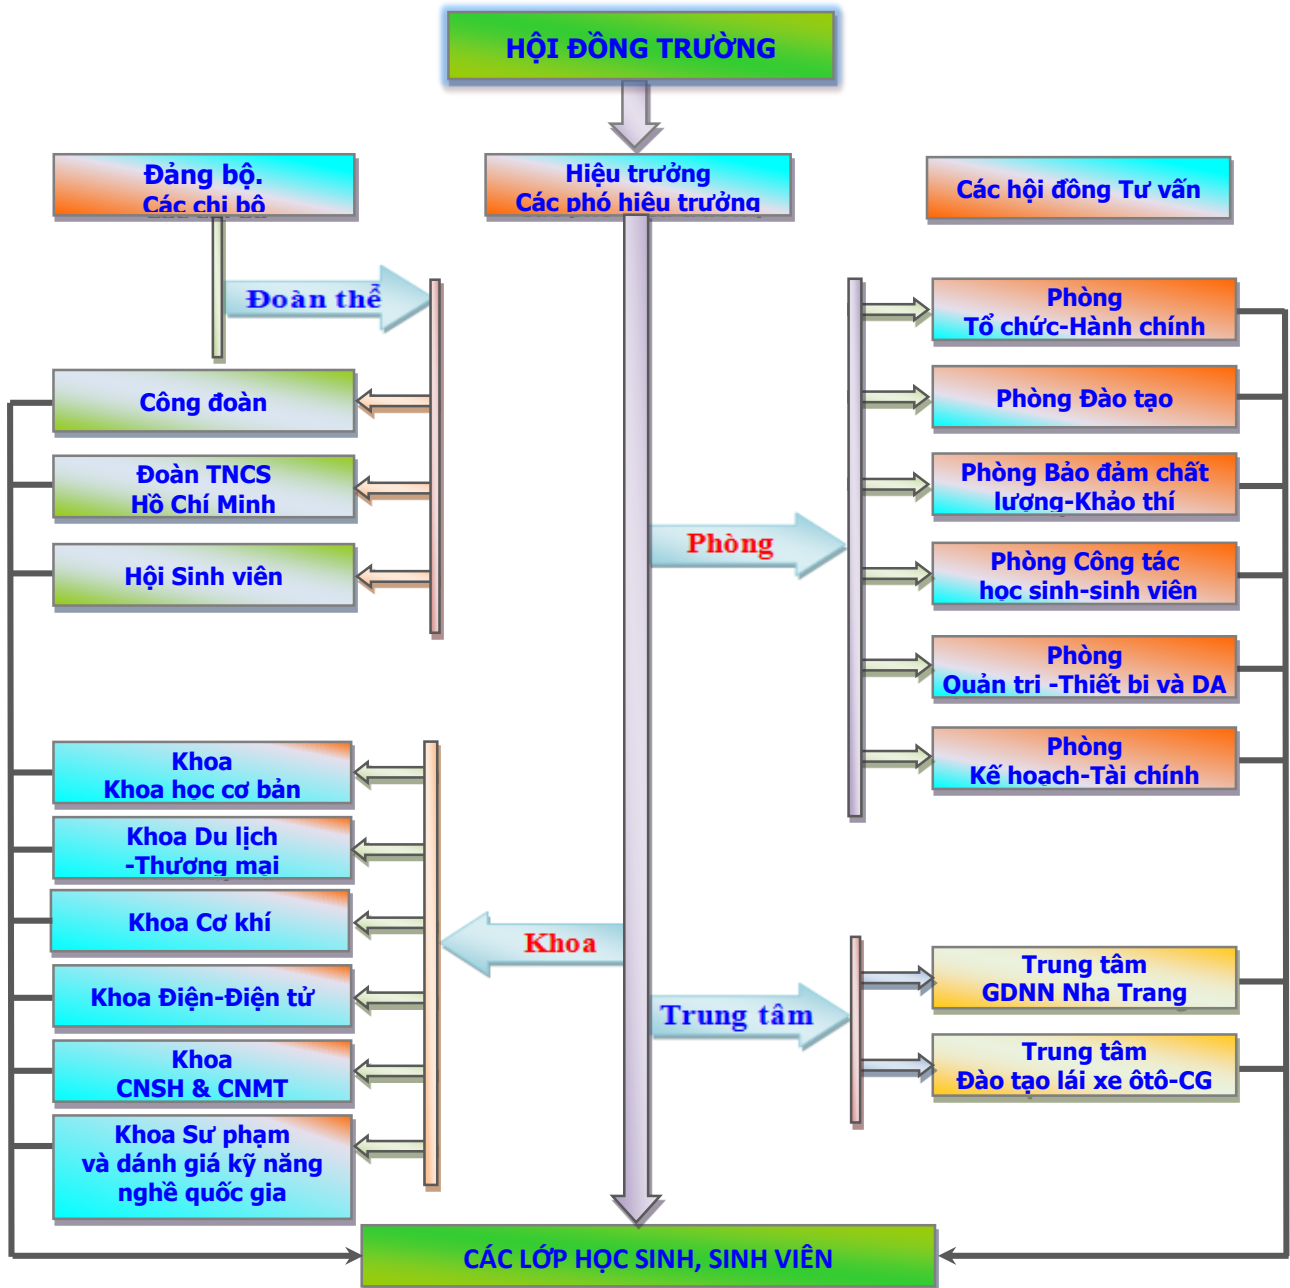 HỘI ĐỒNG TRƯỜNG
Đảng bộ.
Các chi bộ
Hiệu trưởng
Các phó hiệu trưởng
Các hội đồng Tư vấn
Đoàn thể
Công đoàn
Đoàn TNCS
Hồ Chí Minh
Hội Sinh viên
Phòng
Phòng
Tổ chức-Hành chính
Phòng Đào tạo
Phòng Bảo đảm chất
lượng-Khảo thí
Phòng Công tác
học sinh-sinh viên
Phòng
Quản trị -Thiết bị và DA
Phòng
Kế hoạch-Tài chính
Khoa
Khoa học cơ bản
Khoa Du lịch
-Thương mại
Khoa Cơ khí
Khoa Điện-Điện tử
Khoa
CNSH & CNMT
Khoa Sư phạm
và dánh giá kỹ năng
nghề quốc gia
Khoa
Trung tâm
Trung tâm
GDNN Nha Trang
Trung tâm
Đào tạo lái xe ôtô-CG
CÁC LỚP HỌC SINH, SINH VIÊN